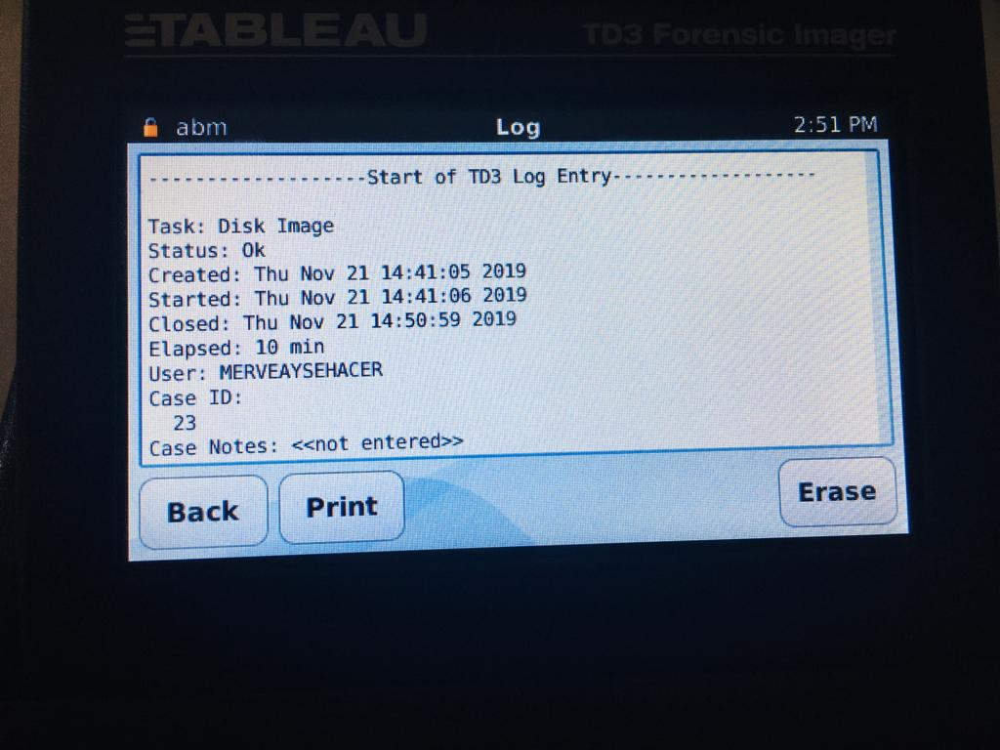 TABLEAU
TD3 Forensic Imager
abm Log 2:51 PM
-------------------Start of TD3 Log Entry------------------
Task: Disk Image
Status: Ok
Created: Thu Nov 21 14:41:05 2019
Started: Thu Nov 21 14:41:06 2019
Closed: Thu Nov 21 14:50:59 2019
Elapsed: 10 min
User: MERVEAYSEHACER
Case ID:
23
Case Notes: <<not entered>>
Back Print Erase